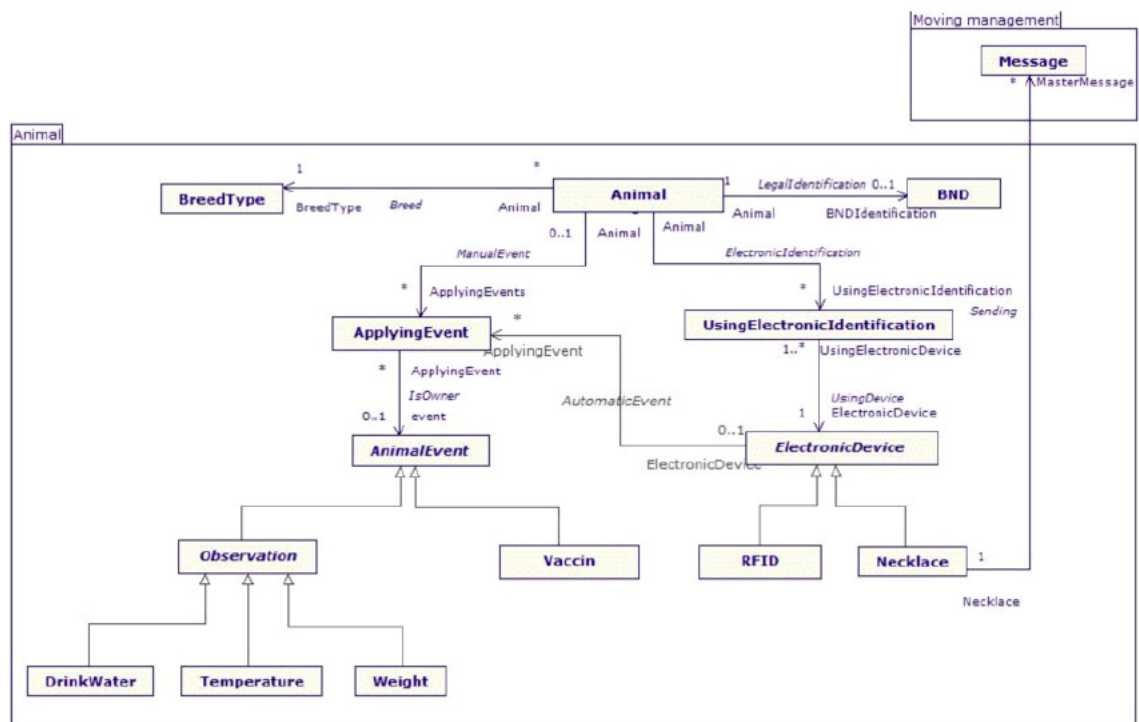 Moving management
Message
* MasterMessage
Animal
1
*
BreedType
Animal
1
LegalIdentification 0..1
BND
BreedType
Breed
Animal
Animal
BNDIdentification
0..1
Animal
Animal
ManualEvent
ElectronicIdentification
*
ApplyingEvents
*
UsingElectronicIdentification
Sending
ApplyingEvent
*
UsingElectronicIdentification
ApplyingEvent
1..*
UsingElectronicDevice
*
ApplyingEvent
IsOwner
AutomaticEvent
UsingDevice
0..1
event
1
ElectronicDevice
0..1
AnimalEvent
ElectronicDevice
ElectronicDevice
Observation
Vaccin
RFID
Necklace
1
Necklace
DrinkWater
Temperature
Weight